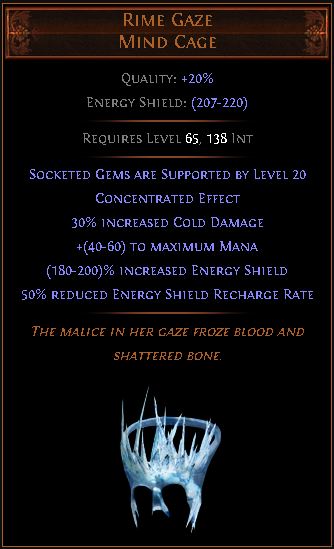 Rime Gaze
Mind Cage
Quality: +20%
Energy Shield: (207-220)
Requires Level 65, 138 Int
Socketed Gems are Supported by Level 20
Concentrated Effect
30% increased Cold Damage
+(40-60) to maximum Mana
(180-200)% increased Energy Shield
50% reduced Energy Shield Recharge Rate
The malice in her gaze froze blood and
shattered bone.